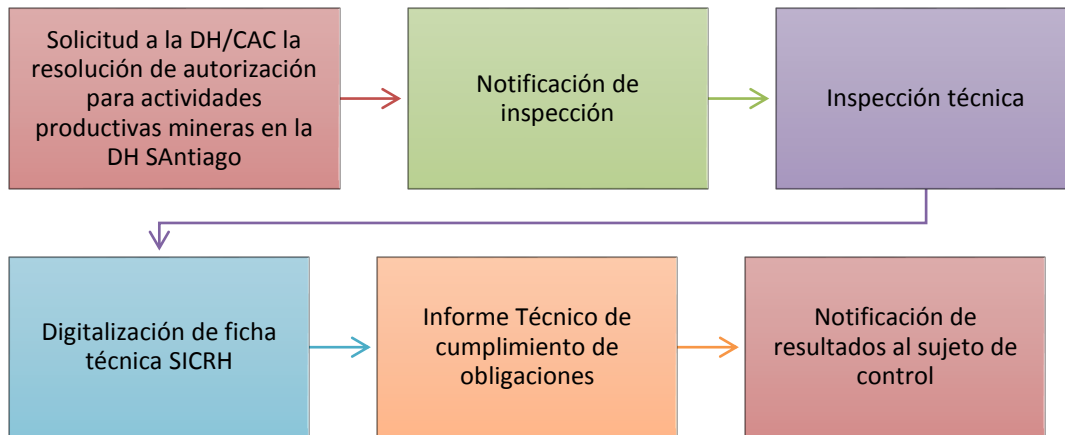 Solicitud a la DH/CAC la
resolución de autorización
para actividades
productivas mineras en la
DH SAntiago
Notificación de
inspección
Inspección técnica
Digitalización de ficha
técnica SICRH
Informe Técnico de
cumplimiento de
obligaciones
Notificación de
resultados al sujeto de
control